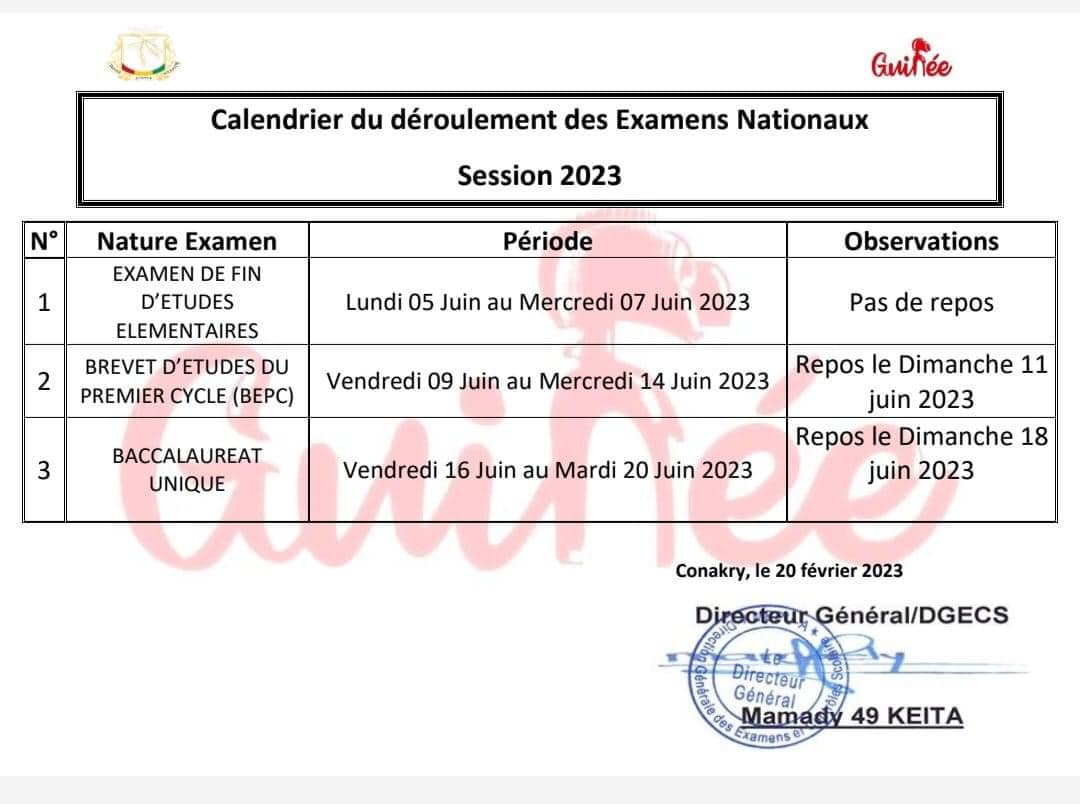 Guinée
Calendrier du déroulement des Examens Nationaux
Session 2023
N° Nature Examen Période Observations
1 EXAMEN DE FIN D’ETUDES ELEMENTAIRES Lundi 05 Juin au Mercredi 07 Juin 2023 Pas de repos
2 BREVET D’ETUDES DU PREMIER CYCLE (BEPC) Vendredi 09 Juin au Mercredi 14 Juin 2023 Repos le Dimanche 11 juin 2023
3 BACCALAUREAT UNIQUE Vendredi 16 Juin au Mardi 20 Juin 2023 Repos le Dimanche 18 juin 2023
Guinée
Conakry, le 20 février 2023
Directeur Général/DGECS
Le
Directeur
Général
Direction Générale des Examens et Contrôles Scolaire
Mamady 49 KEITA